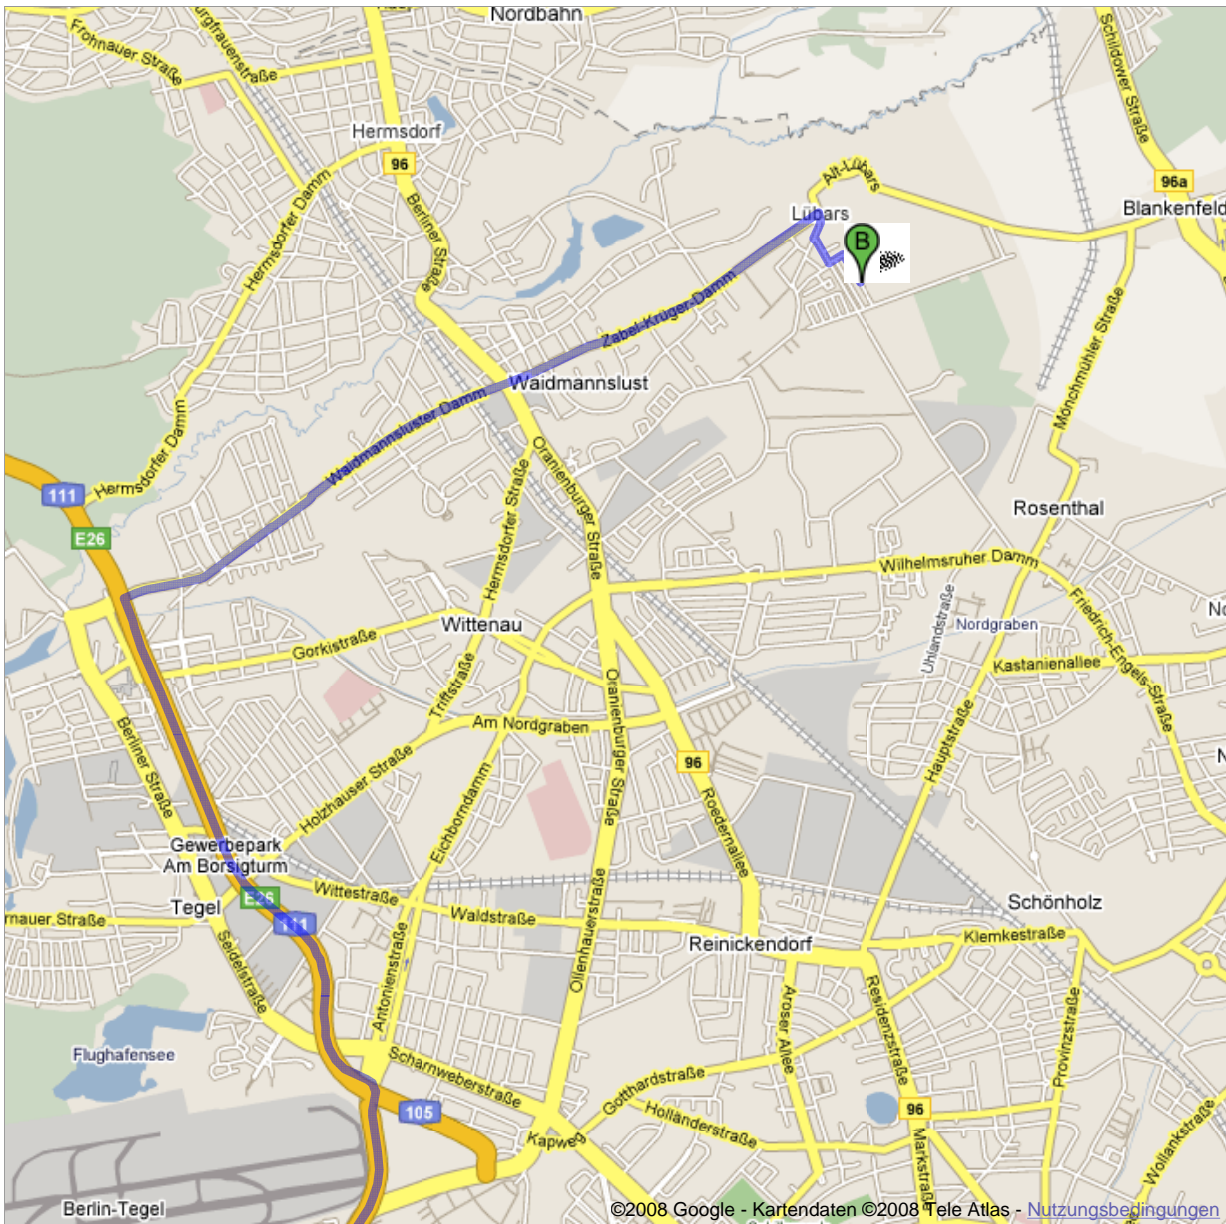 Nordbahn
Frohnauer Straße
Schildower Straße
Hermsdorf
96
Berliner Straße
Hermsdorfer Damm
Alt-Lübars
96a
Lübars
Blankenfeld
B
Zabel-Krüger-Damm
Mönchmühler Straße
Waidmannslust
Waidmannsluster Damm
Hermsdorfer Damm
Oranienburger Straße
Hermsdorfer Straße
111
E26
Rosenthal
Wilhelmsruher Damm
Friedrich-Engels-Straße
Uhlandstraße
Nordgraben
Wittenau
Gorkistraße
Kastanienallee
Triftstraße
Oranienburger Straße
Am Nordgraben
Hauptstraße
Berliner Straße
96
Holzhauser Straße
Eichborndamm
Roedernallee
Gewerbepark
Am Borsigturm
Wittestraße
E26
Tegel
111
Waldstraße
Schönholz
rnauer Straße
Seidelstraße
Reinickendorf
Klemkestraße
Ollenhauerstraße
Antonienstraße
Aroser Allee
Residenzstraße
Provinzstraße
Flughafensee
Scharnweberstraße
Gotthardstraße
105
Holländerstraße
96
Kapweg
Markstraße
Wollankstraße
Berlin-Tegel
©2008 Google - Kartendaten ©2008 Tele Atlas - Nutzungsbedingungen